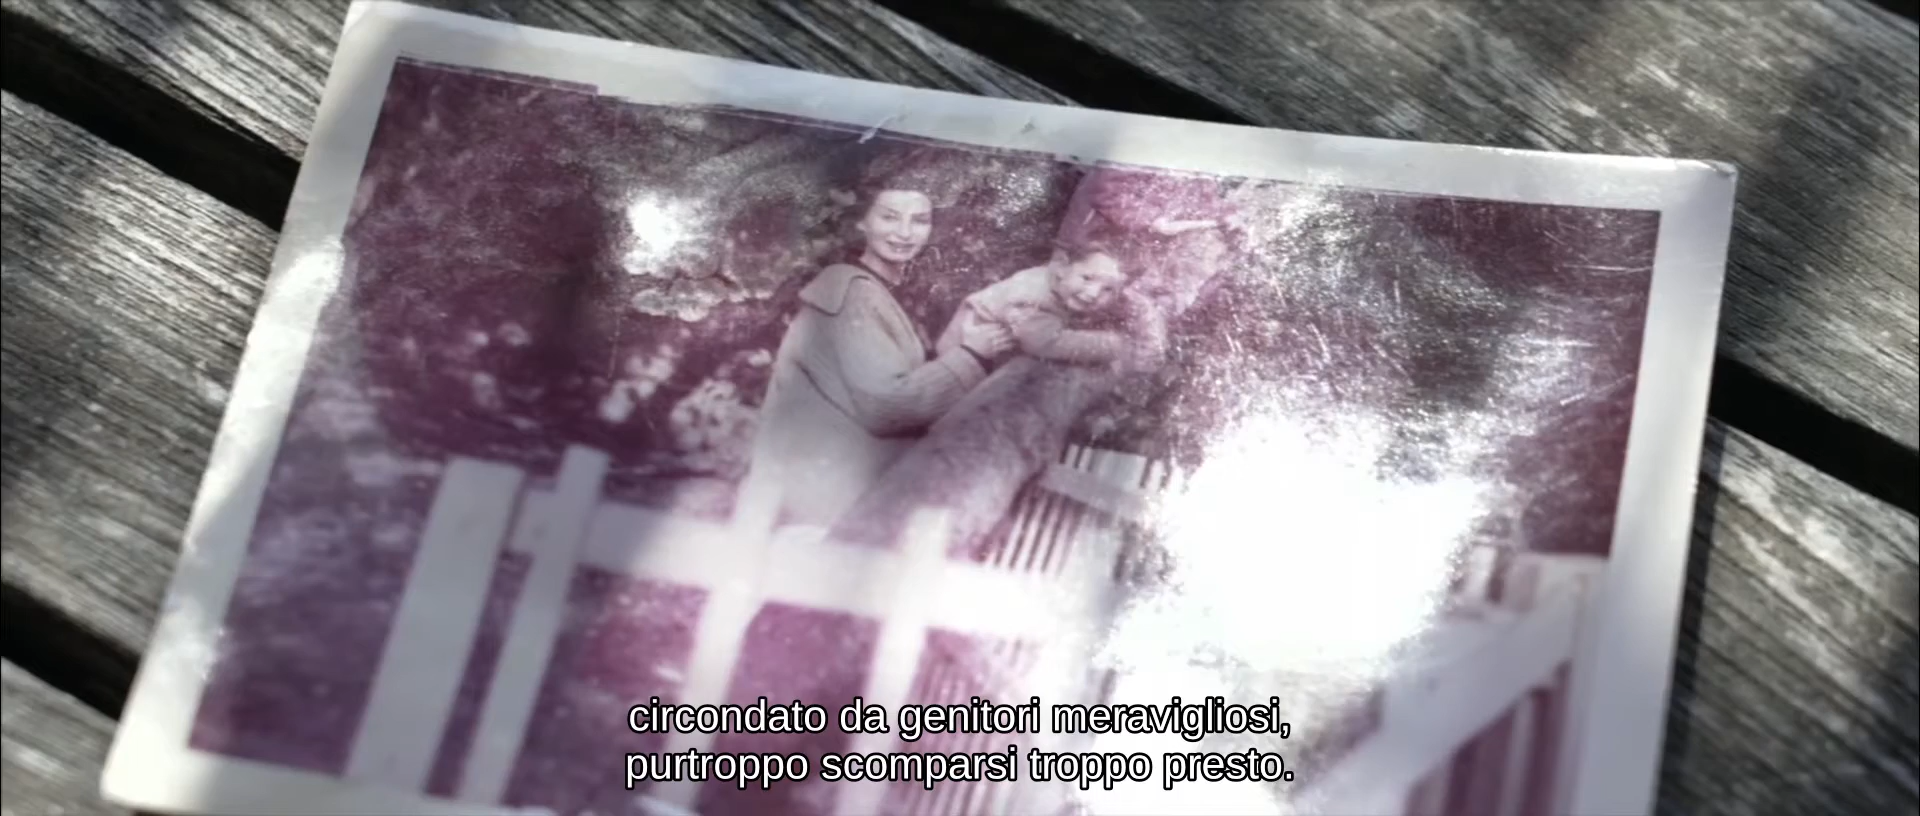 circondato da genitori meravigliosi,
purtroppo scomparsi troppo presto.